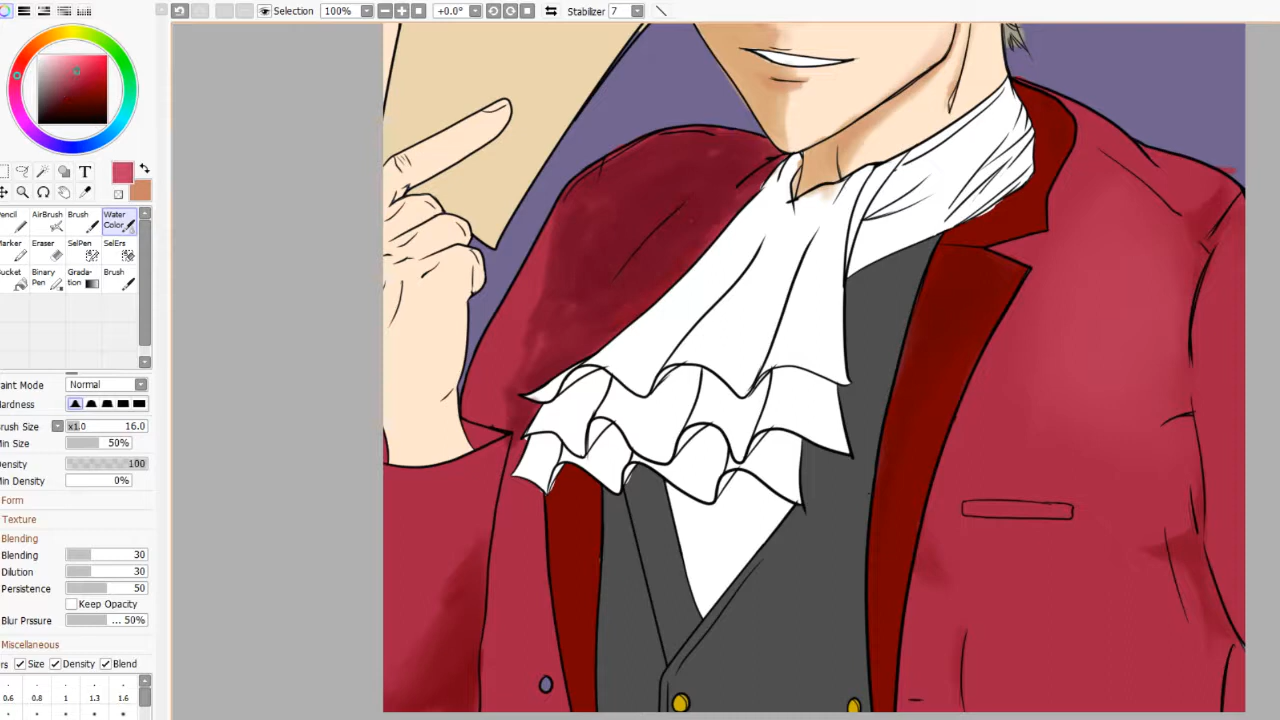 Selection 100% +0.0° Stabilizer 7
T
Pencil AirBrush Brush Water Color
Marker Eraser SelPen SelErs
Bucket Binary Pen Grada-tion Brush
aint Mode Normal
Hardness
Brush Size x1.0 16.0
Min Size 50%
Density 100
Min Density 0%
Form
Texture
Blending
Blending 30
Dilution 30
Persistence 50
Keep Opacity
Blur Pssure ... 50%
Miscellaneous
rs Size Density Blend
0.6 0.8 1 1.3 1.6